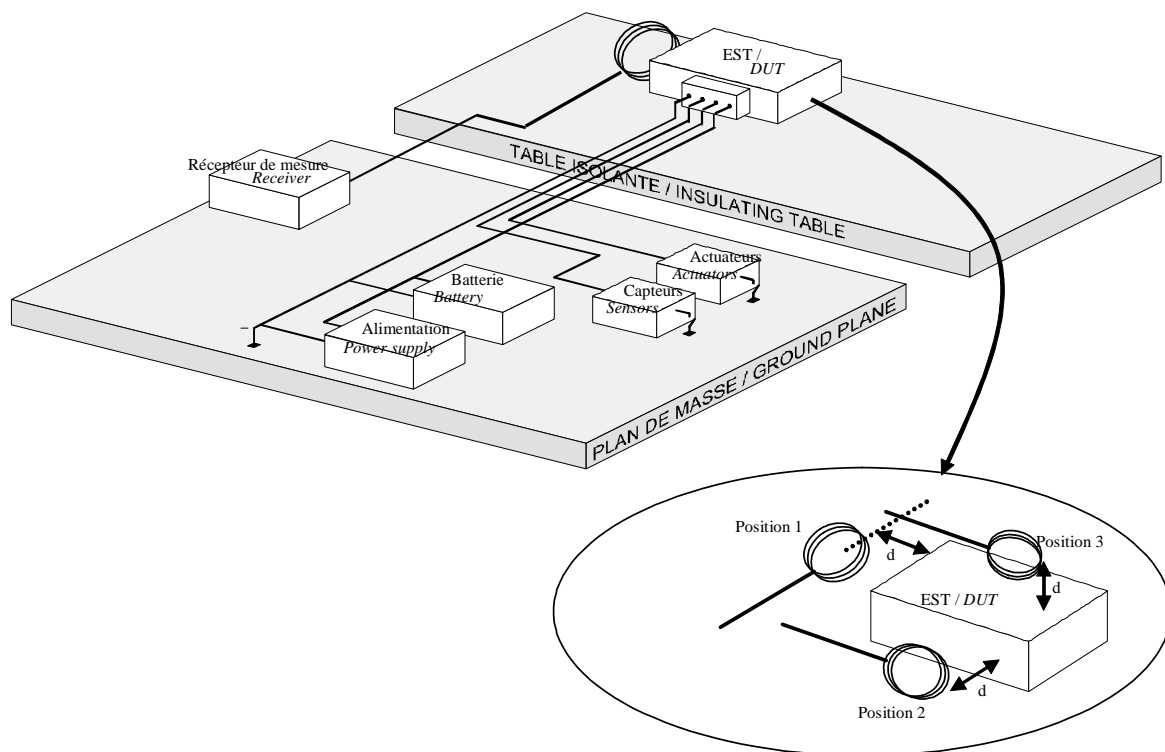 EST /
DUT
TABLE ISOLANTE / INSULATING TABLE
Récepteur de mesure
Receiver
Actuateurs
Actuators
Batterie
Battery
Capteurs
Sensors
–
Alimentation
Power supply
PLAN DE MASSE / GROUND PLANE
Position 1
Position 3
d
d
EST / DUT
d
Position 2